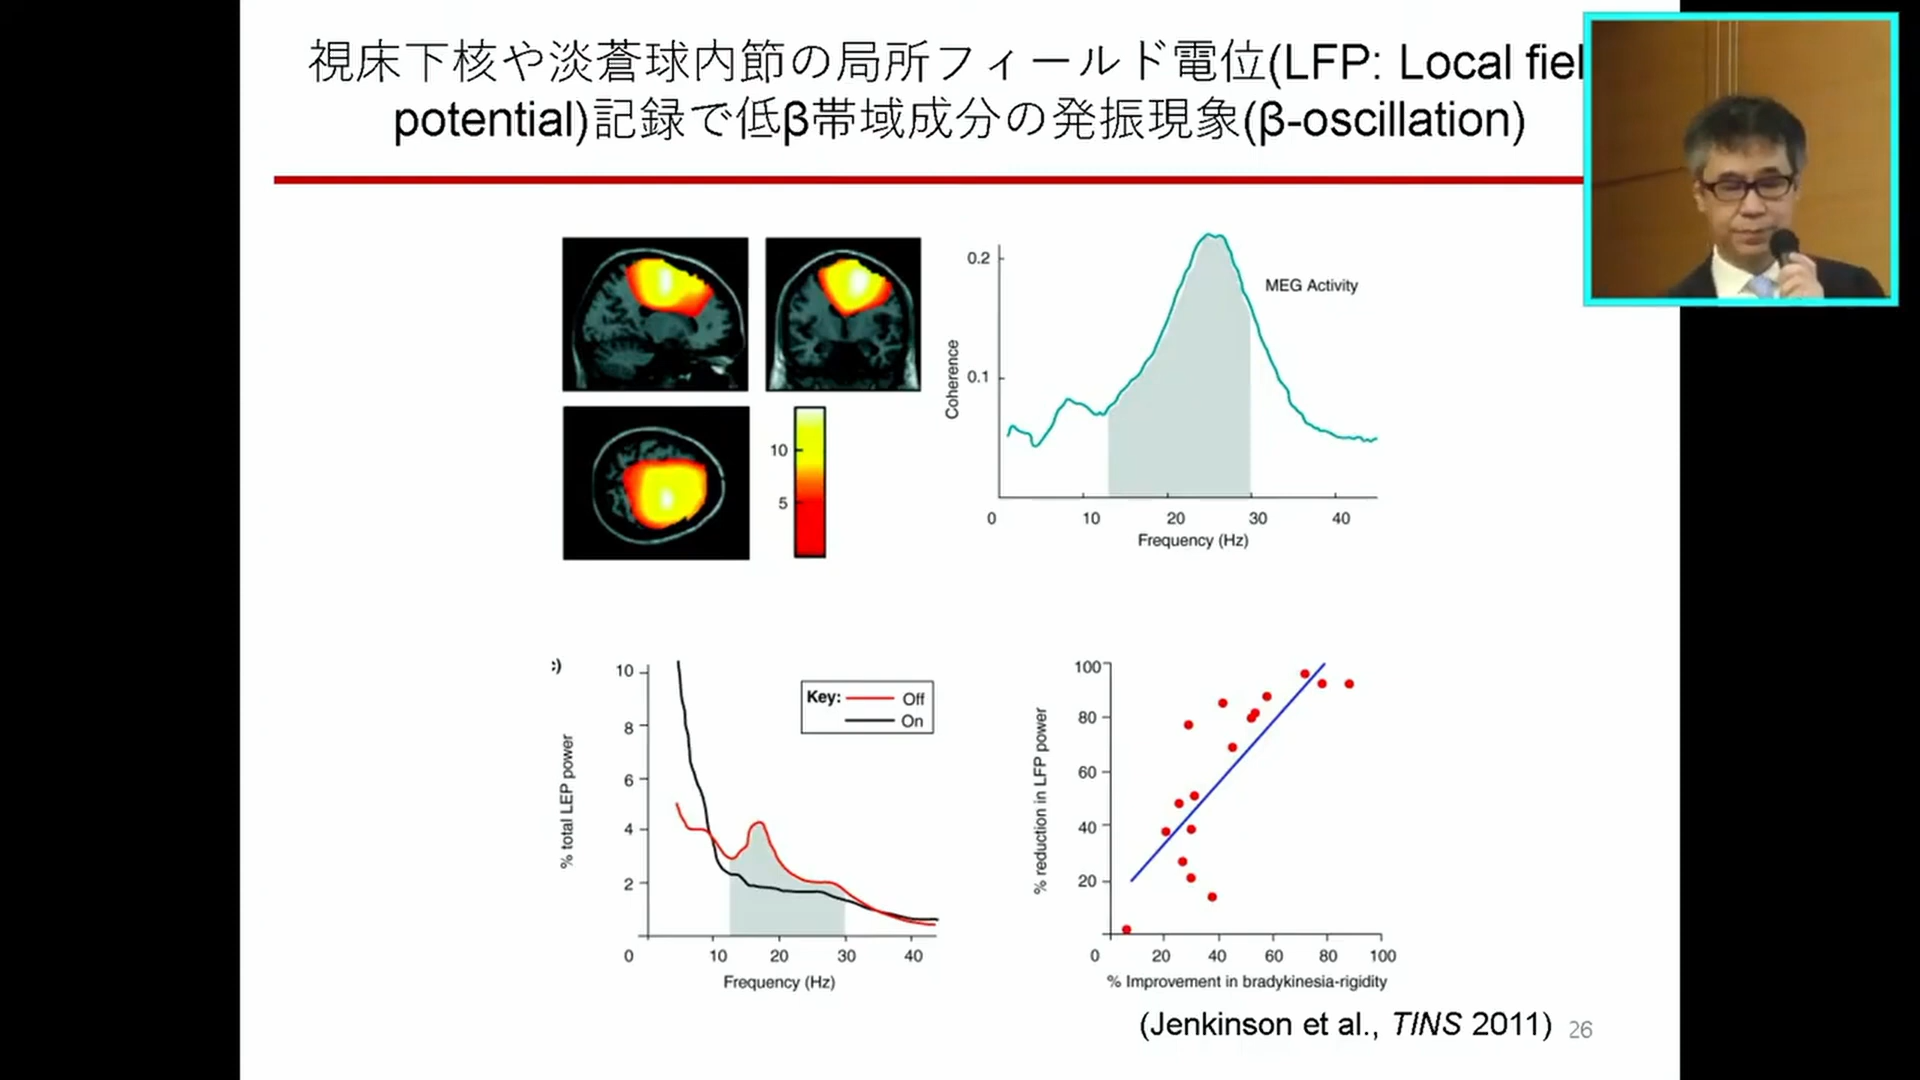 視床下核や淡蒼球内節の局所フィールド電位(LFP: Local fiel
potential)記録で低β帯域成分の発振現象(β-oscillation)
10
5
0.2
0.1
Coherence
MEG Activity
0 10 20 30 40
Frequency (Hz)
c)
10
8
6
4
2
% total LEP power
Key: Off
On
0 10 20 30 40
Frequency (Hz)
100
80
60
40
20
% reduction in LFP power
0 20 40 60 80 100
% Improvement in bradykinesia-rigidity
(Jenkinson et al., TINS 2011) 26